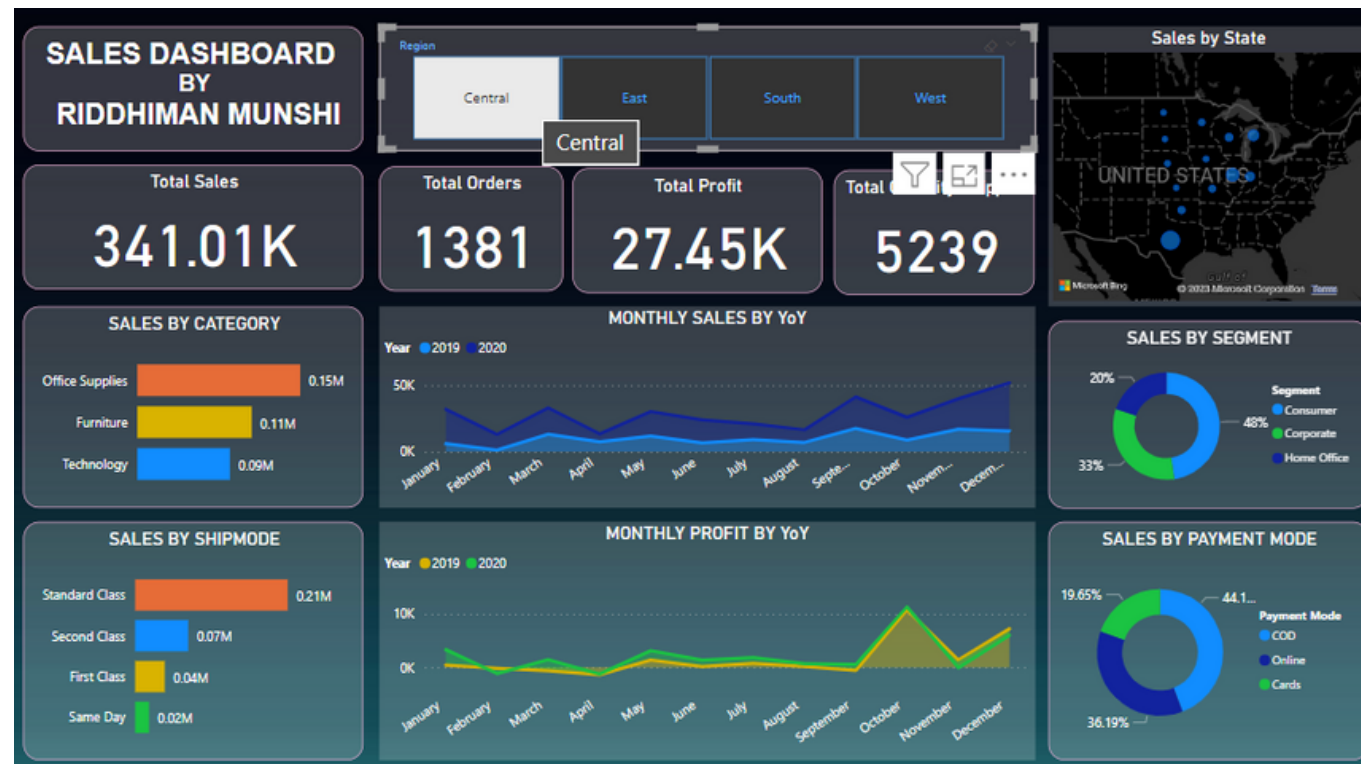 SALES DASHBOARD
BY
RIDDHIMAN MUNSHI
Region
Central
East
South
West
Central
Total Sales
341.01K
Total Orders
1381
Total Profit
27.45K
Total
5239
Sales by State
UNITED STATES
Gulf of
Microsoft Bing
© 2023 Microsoft Corporation Terms
SALES BY CATEGORY
Office Supplies 0.15M
Furniture 0.11M
Technology 0.09M
MONTHLY SALES BY YoY
Year 2019 2020
50K
0K
January February March April May June July August Septe... October Novem... Decem...
SALES BY SEGMENT
20%
48%
33%
Segment
Consumer
Corporate
Home Office
SALES BY SHIPMODE
Standard Class 0.21M
Second Class 0.07M
First Class 0.04M
Same Day 0.02M
MONTHLY PROFIT BY YoY
Year 2019 2020
10K
0K
January February March April May June July August September October November December
SALES BY PAYMENT MODE
19.65%
44.1...
36.19%
Payment Mode
COD
Online
Cards